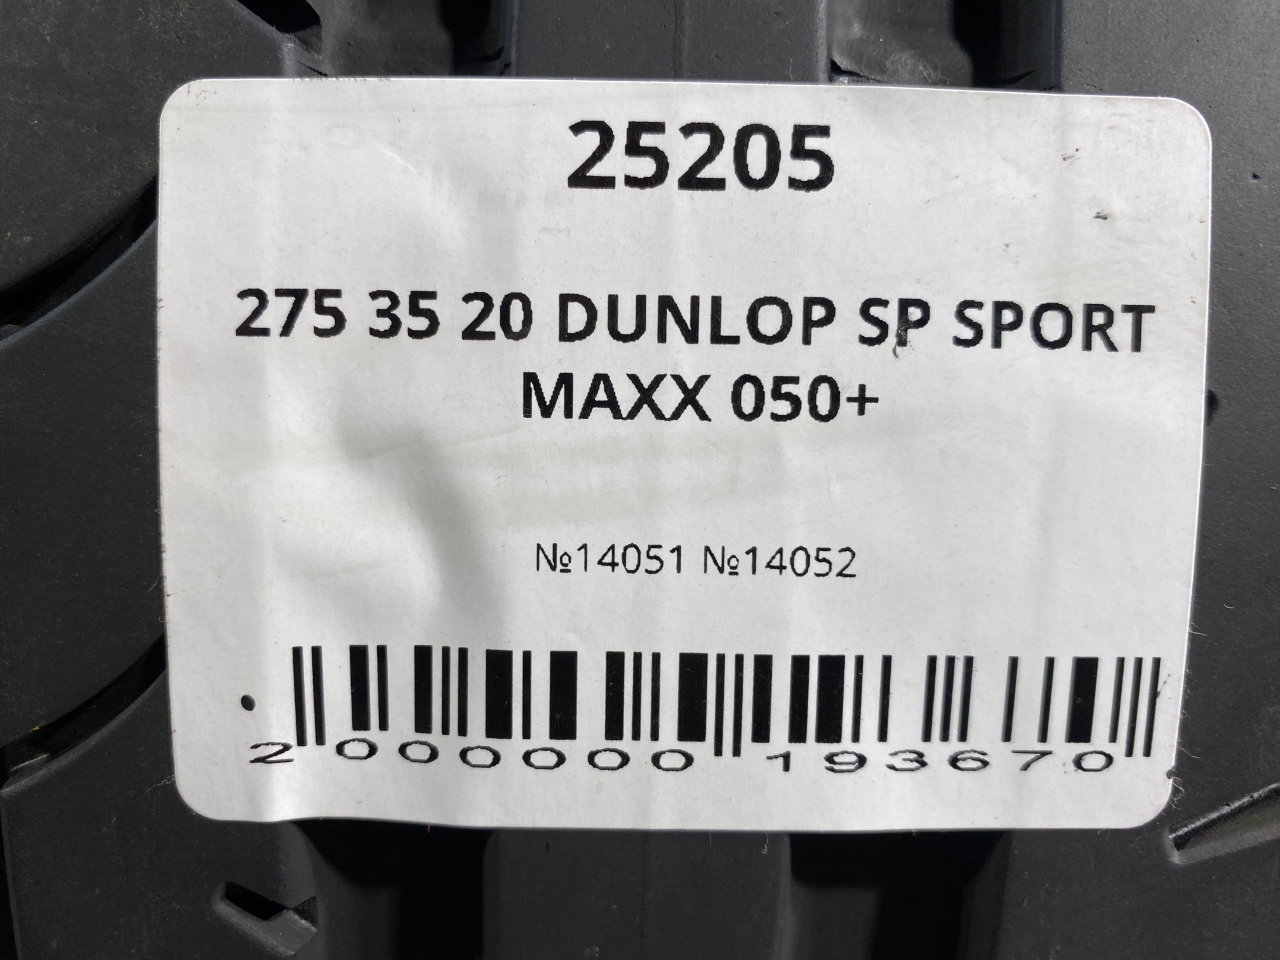 25205
275 35 20 DUNLOP SP SPORT
MAXX 050+
№14051 №14052
2 000000 193670